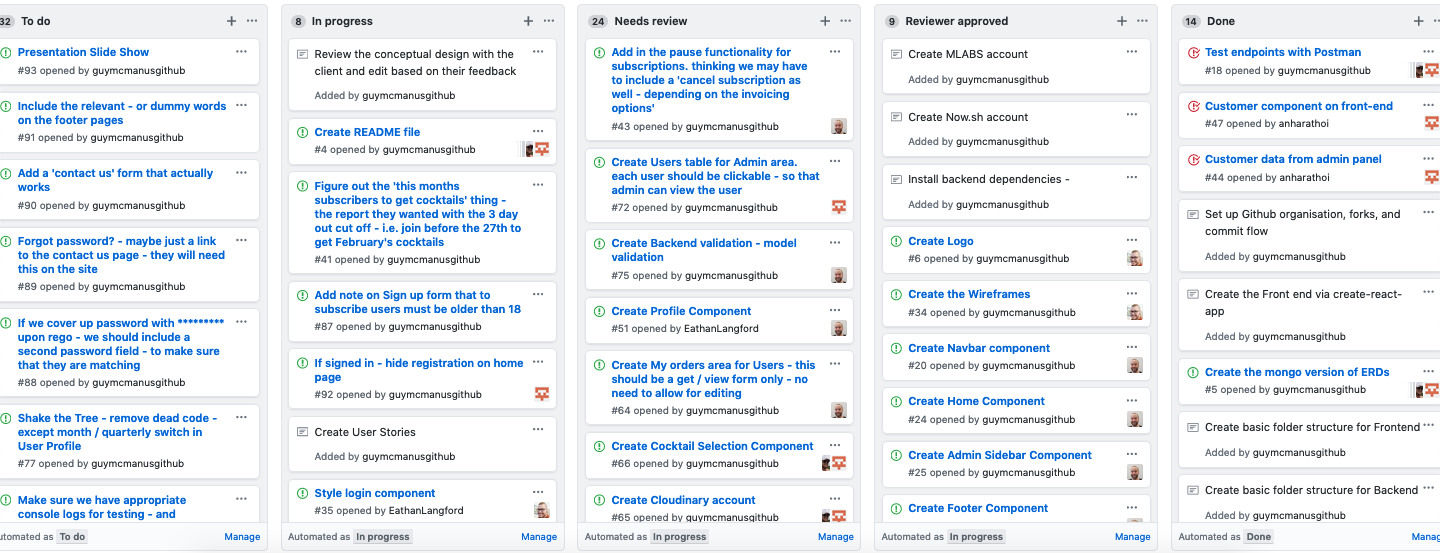 32 To do
Presentation Slide Show
#93 opened by guymcmanusgithub
Include the relevant - or dummy words
on the footer pages
#91 opened by guymcmanusgithub
Add a 'contact us' form that actually
works
#90 opened by guymcmanusgithub
Forgot password? - maybe just a link
to the contact us page - they will need
this on the site
#89 opened by guymcmanusgithub
If we cover up password with *********
upon rego - we should include a
second password field - to make sure
that they are matching
#88 opened by guymcmanusgithub
Shake the Tree - remove dead code -
except month / quarterly switch in
User Profile
#77 opened by guymcmanusgithub
Make sure we have appropriate
console logs for testing - and
utomated as To do Manage
8 In progress
Review the conceptual design with the
client and edit based on their feedback
Added by guymcmanusgithub
Create README file
#4 opened by guymcmanusgithub
Figure out the 'this months
subscribers to get cocktails' thing -
the report they wanted with the 3 day
out cut off - i.e. join before the 27th to
get February's cocktails
#41 opened by guymcmanusgithub
Add note on Sign up form that to
subscribe users must be older than 18
#87 opened by guymcmanusgithub
If signed in - hide registration on home
page
#92 opened by guymcmanusgithub
Create User Stories
Added by guymcmanusgithub
Style login component
#35 opened by EathanLangford
Automated as In progress Manage
24 Needs review
Add in the pause functionality for
subscriptions. thinking we may have
to include a 'cancel subscription as
well - depending on the invoicing
options'
#43 opened by guymcmanusgithub
Create Users table for Admin area.
each user should be clickable - so that
admin can view the user
#72 opened by guymcmanusgithub
Create Backend validation - model
validation
#75 opened by guymcmanusgithub
Create Profile Component
#51 opened by EathanLangford
Create My orders area for Users - this
should be a get / view form only - no
need to allow for editing
#64 opened by guymcmanusgithub
Create Cocktail Selection Component
#66 opened by guymcmanusgithub
Create Cloudinary account
#65 opened by guymcmanusgithub
Automated as In progress Manage
9 Reviewer approved
Create MLABS account
Added by guymcmanusgithub
Create Now.sh account
Added by guymcmanusgithub
Install backend dependencies -
Added by guymcmanusgithub
Create Logo
#6 opened by guymcmanusgithub
Create the Wireframes
#34 opened by guymcmanusgithub
Create Navbar component
#20 opened by guymcmanusgithub
Create Home Component
#24 opened by guymcmanusgithub
Create Admin Sidebar Component
#25 opened by guymcmanusgithub
Create Footer Component
Automated as In progress Manage
14 Done
Test endpoints with Postman
#18 opened by guymcmanusgithub
Customer component on front-end
#47 opened by anharathoi
Customer data from admin panel
#44 opened by anharathoi
Set up Github organisation, forks, and
commit flow
Added by guymcmanusgithub
Create the Front end via create-react-
app
Added by guymcmanusgithub
Create the mongo version of ERDs
#5 opened by guymcmanusgithub
Create basic folder structure for Frontend
Added by guymcmanusgithub
Create basic folder structure for Backend
Added by guymcmanusgithub
Automated as Done Manag